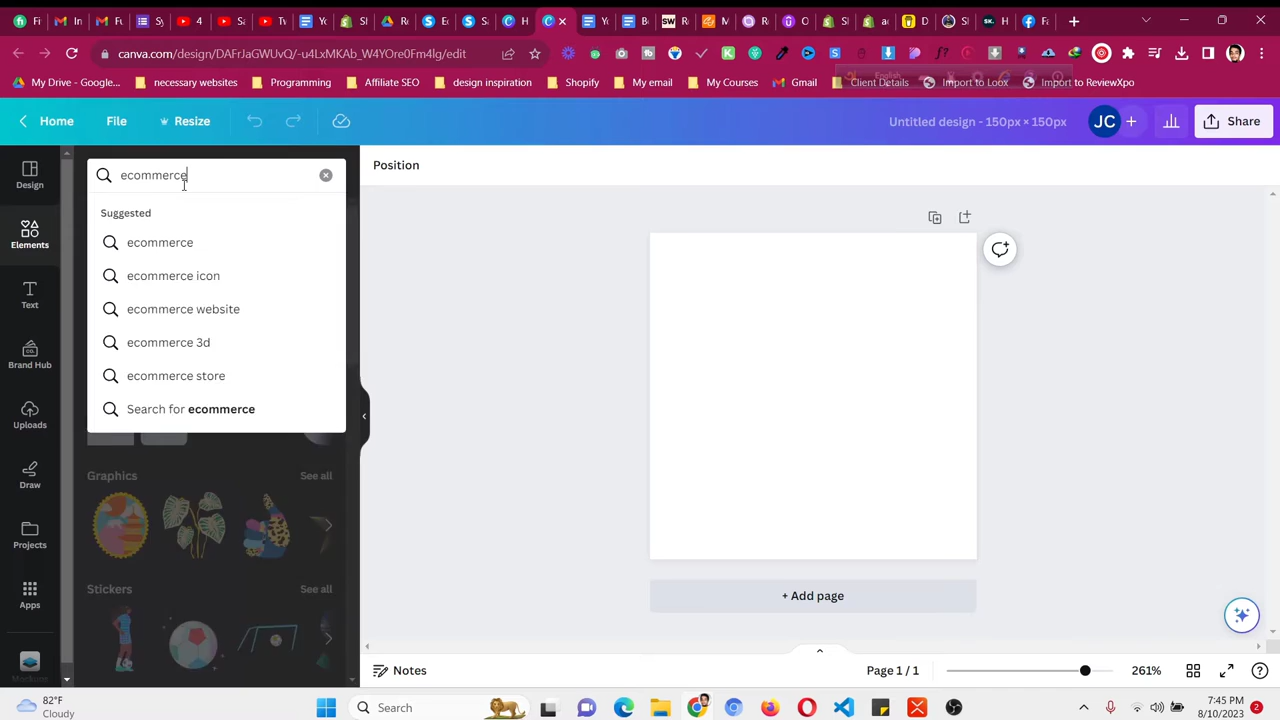 canva.com/design/DAFrJaGWUvQ/-u4LxMKAb_W4YOre0Fm4lg/edit
My Drive - Google...
necessary websites
Programming
Affiliate SEO
design inspiration
Shopify
My email
My Courses
Gmail
Client Details
Import to Loox
Import to ReviewXpo
English
Home
File
Resize
Untitled design - 150px × 150px
JC
Share
Design
Elements
Text
Brand Hub
Uploads
Draw
Projects
Apps
Position
ecommerce
Suggested
ecommerce
ecommerce icon
ecommerce website
ecommerce 3d
ecommerce store
Search for ecommerce
Graphics
See all
Stickers
See all
+ Add page
Notes
Page 1 / 1
261%
82°F
Cloudy
Search
7:45 PM
8/10/2023
2